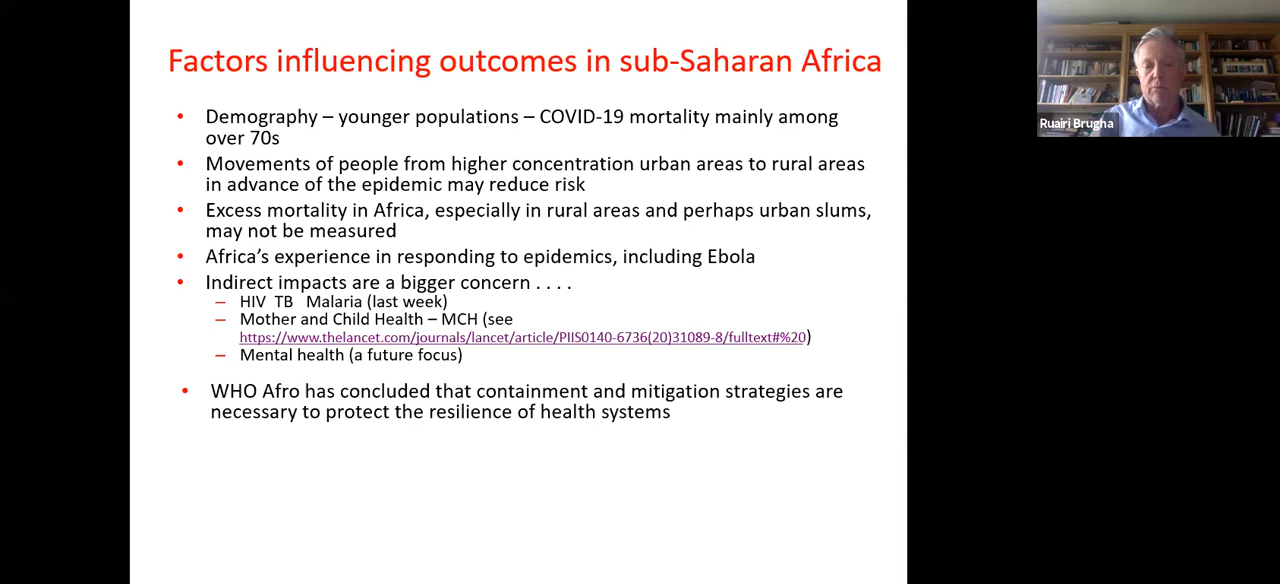 Factors influencing outcomes in sub-Saharan Africa
• Demography – younger populations – COVID-19 mortality mainly among
over 70s
• Movements of people from higher concentration urban areas to rural areas
in advance of the epidemic may reduce risk
• Excess mortality in Africa, especially in rural areas and perhaps urban slums,
may not be measured
• Africa's experience in responding to epidemics, including Ebola
• Indirect impacts are a bigger concern . . . .
– HIV TB Malaria (last week)
– Mother and Child Health – MCH (see
https://www.thelancet.com/journals/lancet/article/PIIS0140-6736(20)31089-8/fulltext#%20)
– Mental health (a future focus)
• WHO Afro has concluded that containment and mitigation strategies are
necessary to protect the resilience of health systems
Ruairi Brugha